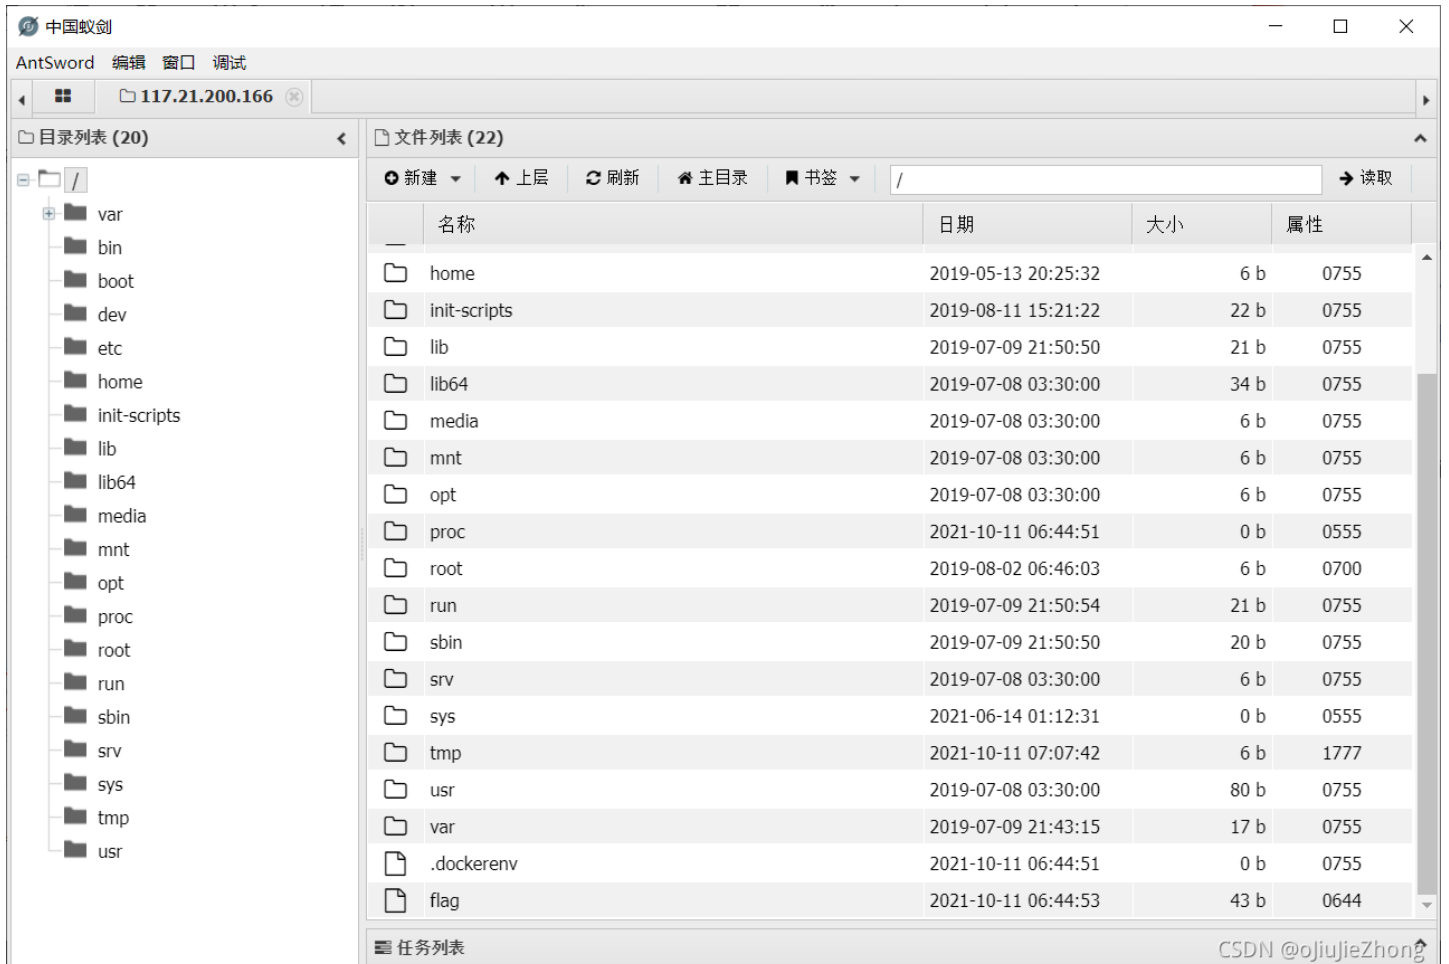 中国蚁剑
AntSword 编辑 窗口 调试
117.21.200.166
目录列表 (20)
/
var
bin
boot
dev
etc
home
init-scripts
lib
lib64
media
mnt
opt
proc
root
run
sbin
srv
sys
tmp
usr
文件列表 (22)
新建 上层 刷新 主目录 书签 / 读取
名称 日期 大小 属性
home 2019-05-13 20:25:32 6 b 0755
init-scripts 2019-08-11 15:21:22 22 b 0755
lib 2019-07-09 21:50:50 21 b 0755
lib64 2019-07-08 03:30:00 34 b 0755
media 2019-07-08 03:30:00 6 b 0755
mnt 2019-07-08 03:30:00 6 b 0755
opt 2019-07-08 03:30:00 6 b 0755
proc 2021-10-11 06:44:51 0 b 0555
root 2019-08-02 06:46:03 6 b 0700
run 2019-07-09 21:50:54 21 b 0755
sbin 2019-07-09 21:50:50 20 b 0755
srv 2019-07-08 03:30:00 6 b 0755
sys 2021-06-14 01:12:31 0 b 0555
tmp 2021-10-11 07:07:42 6 b 1777
usr 2019-07-08 03:30:00 80 b 0755
var 2019-07-09 21:43:15 17 b 0755
.dockerenv 2021-10-11 06:44:51 0 b 0755
flag 2021-10-11 06:44:53 43 b 0644
任务列表
CSDN @oJiuJieZhong